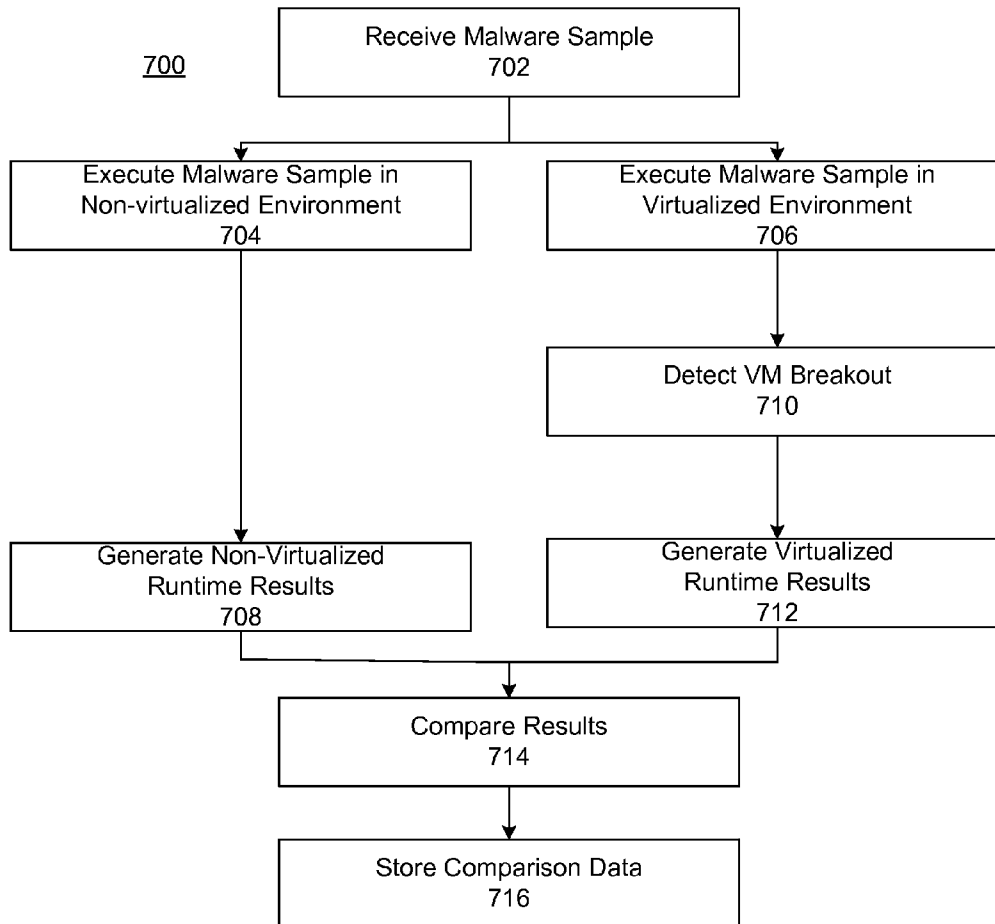 700
Receive Malware Sample
702
Execute Malware Sample in
Non-virtualized Environment
704
Execute Malware Sample in
Virtualized Environment
706
Detect VM Breakout
710
Generate Non-Virtualized
Runtime Results
708
Generate Virtualized
Runtime Results
712
Compare Results
714
Store Comparison Data
716